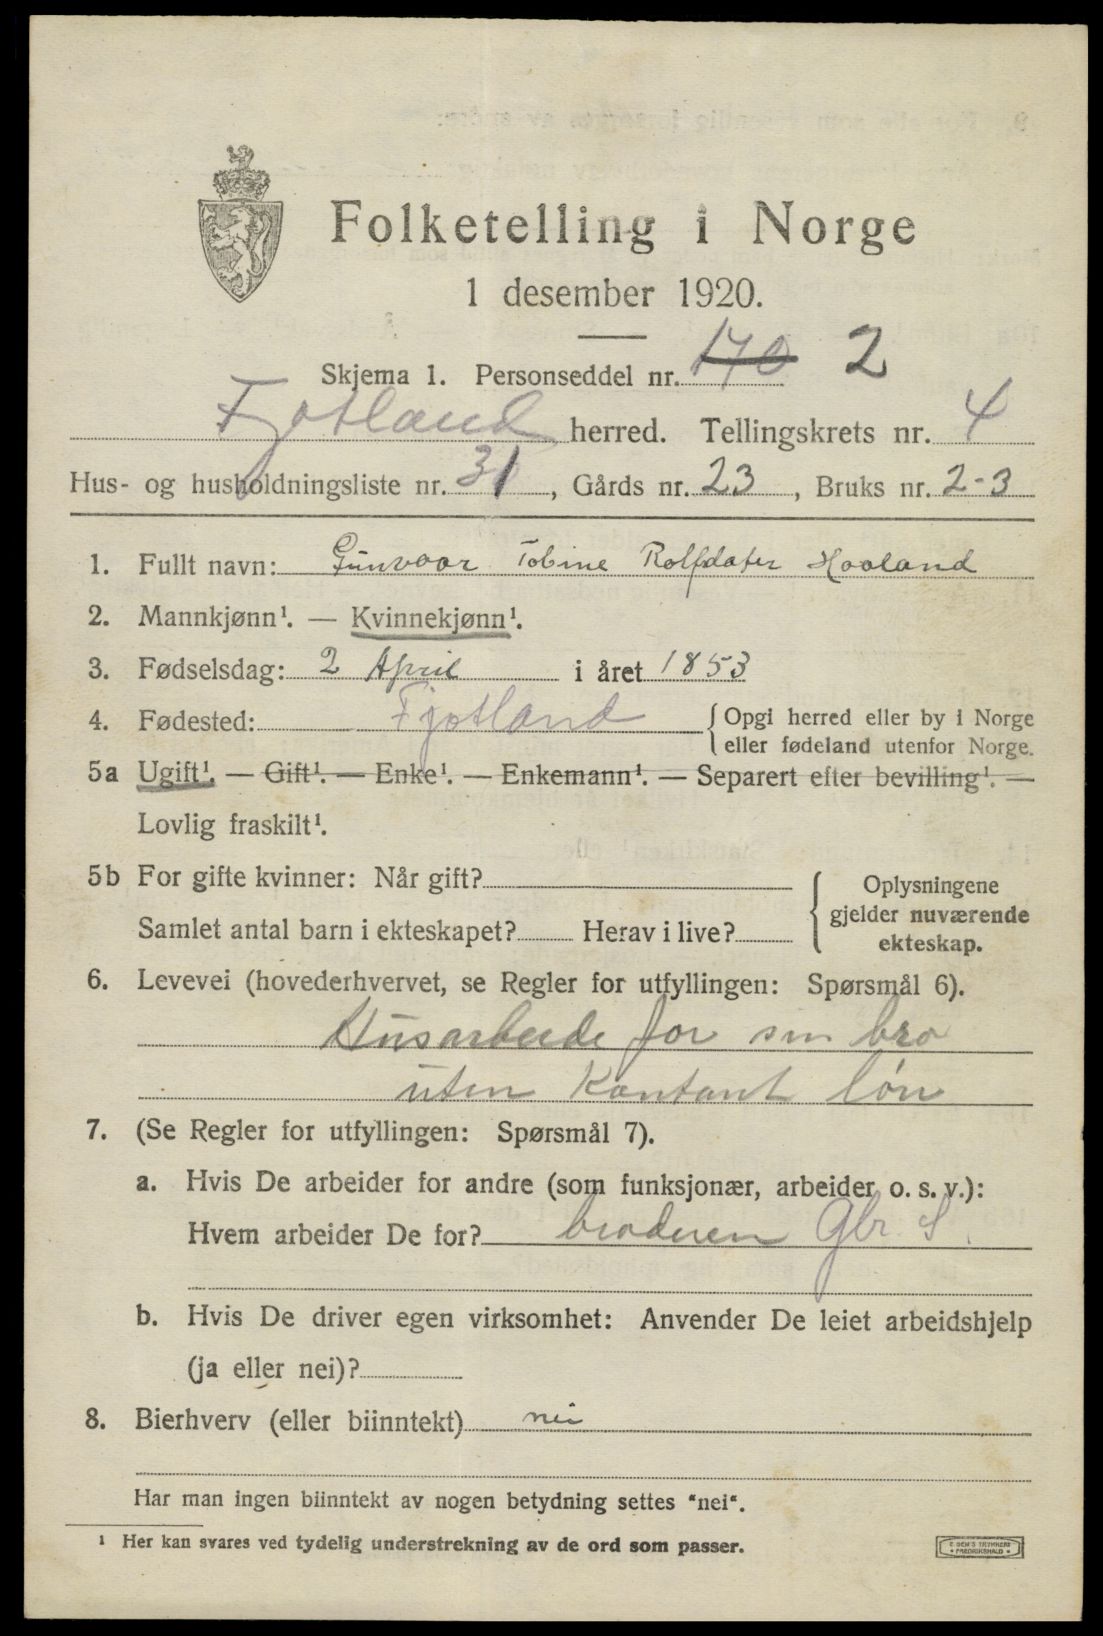 Folketelling i Norge
1 desember 1920.
Skjema 1. Personseddel nr. 170 2
Fjotland herred. Tellingskrets nr. 4
Hus- og husholdningsliste nr. 31, Gårds nr. 23, Bruks nr. 2-3
1. Fullt navn: Gunvaar Tobine Rolfdater Haaland
2. Mannkjønn¹. — Kvinnekjønn¹.
3. Fødselsdag: 2 April i året 1853
4. Fødested: Fjotland { Opgi herred eller by i Norge
eller fødeland utenfor Norge.
5a Ugift¹. — Gift¹. — Enke¹. — Enkemann¹. — Separert efter bevilling¹. —
Lovlig fraskilt¹.
5b For gifte kvinner: Når gift? { Oplysningene
gjelder nuværende
ekteskap.
Samlet antal barn i ekteskapet? Herav i live?
6. Levevei (hovederhvervet, se Regler for utfyllingen: Spørsmål 6).
Husarbeide for sin bro
uten Kontant løn
7. (Se Regler for utfyllingen: Spørsmål 7).
a. Hvis De arbeider for andre (som funksjonær, arbeider o. s. v.):
Hvem arbeider De for? broderen Gbr. S.
b. Hvis De driver egen virksomhet: Anvender De leiet arbeidshjelp
(ja eller nei)?
8. Bierhverv (eller biinntekt) nei
Har man ingen biinntekt av nogen betydning settes "nei".
¹ Her kan svares ved tydelig understrekning av de ord som passer.
FREDRIKSHALD